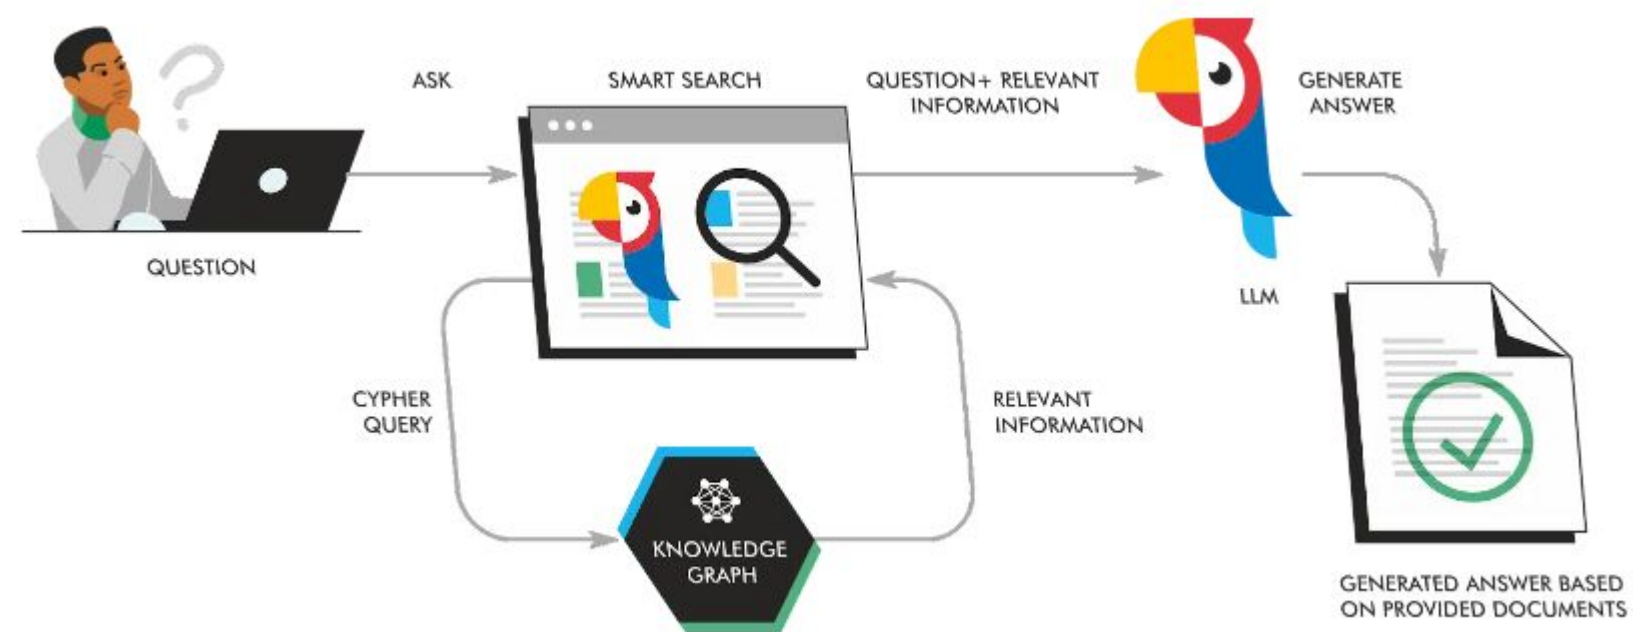 ASK
SMART SEARCH
QUESTION+ RELEVANT
INFORMATION
GENERATE
ANSWER
QUESTION
LLM
CYPHER
QUERY
RELEVANT
INFORMATION
KNOWLEDGE
GRAPH
GENERATED ANSWER BASED
ON PROVIDED DOCUMENTS